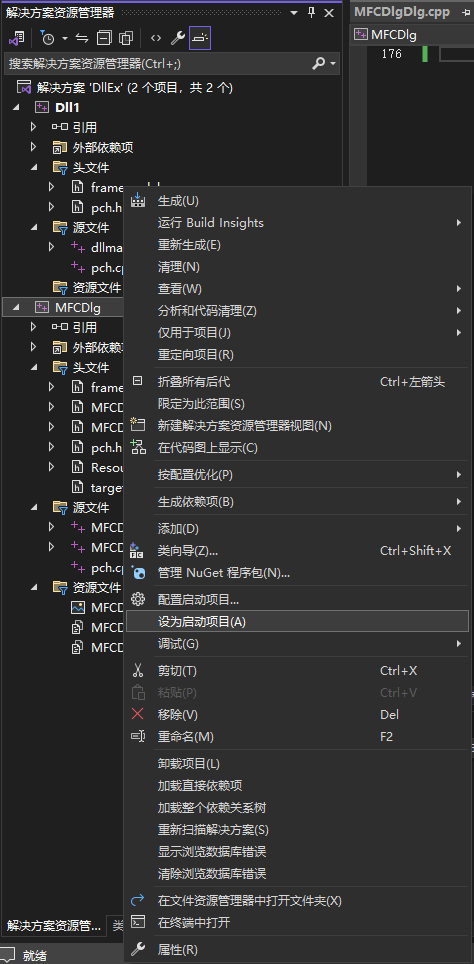 解决方案资源管理器
MFCDlgDlg.cpp
MFCDlg
176
搜索解决方案资源管理器(Ctrl+;)
解决方案 'DllEx' (2 个项目，共 2 个)
Dll1
引用
外部依赖项
头文件
frame
pch.h
源文件
dllma
pch.cp
资源文件
MFCDlg
引用
外部依赖项
头文件
frame
MFCD
MFCD
pch.h
Resou
target
源文件
MFCD
MFCD
pch.cp
资源文件
MFCD
MFCD
MFCD
生成(U)
运行 Build Insights
重新生成(E)
清理(N)
查看(W)
分析和代码清理(Z)
仅用于项目(J)
重定向项目(R)
折叠所有后代 Ctrl+左箭头
限定为此范围(S)
新建解决方案资源管理器视图(N)
在代码图上显示(C)
按配置优化(P)
生成依赖项(B)
添加(D)
类向导(Z)... Ctrl+Shift+X
管理 NuGet 程序包(N)...
配置启动项目...
设为启动项目(A)
调试(G)
剪切(T) Ctrl+X
粘贴(P) Ctrl+V
移除(V) Del
重命名(M) F2
卸载项目(L)
加载直接依赖项
加载整个依赖关系树
重新扫描解决方案(S)
显示浏览数据库错误
清除浏览数据库错误
在文件资源管理器中打开文件夹(X)
在终端中打开
属性(R)
解决方案资源管... 类
就绪